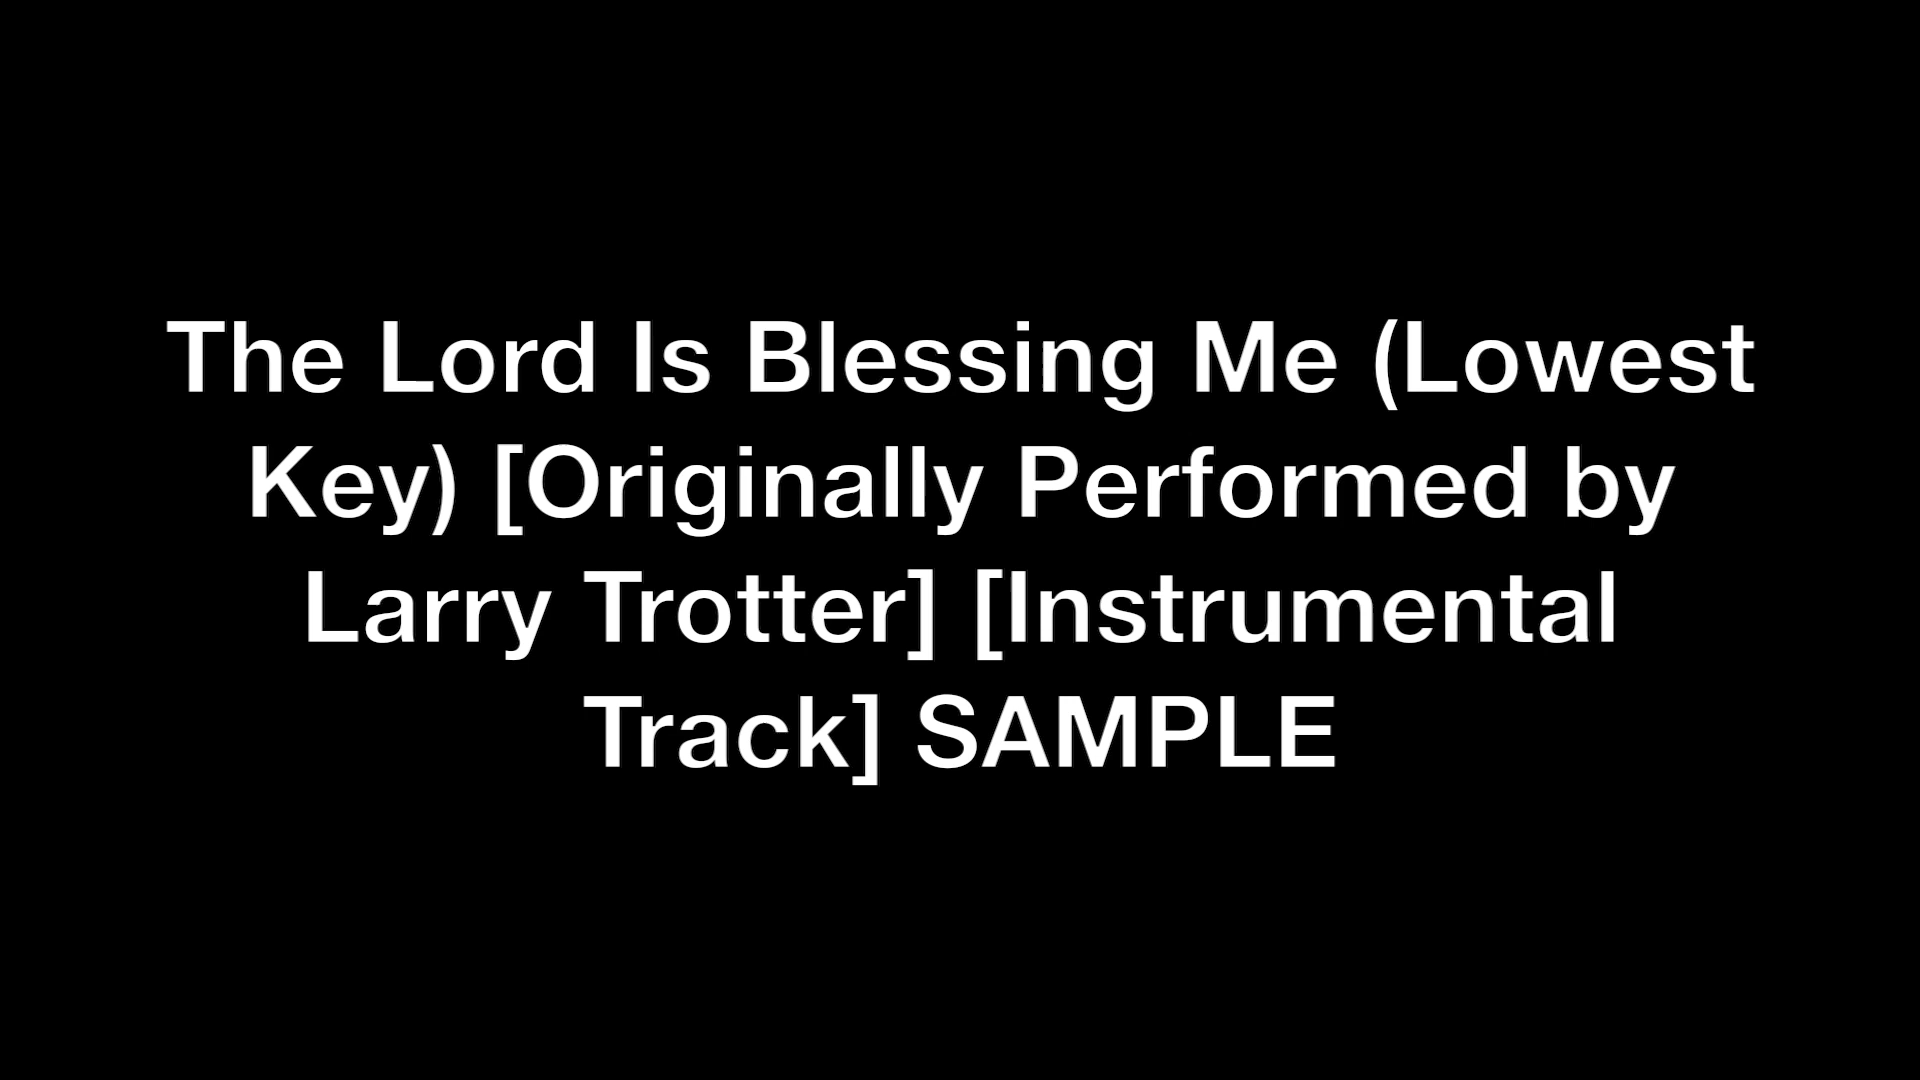 The Lord Is Blessing Me (Lowest
Key) [Originally Performed by
Larry Trotter] [Instrumental
Track] SAMPLE